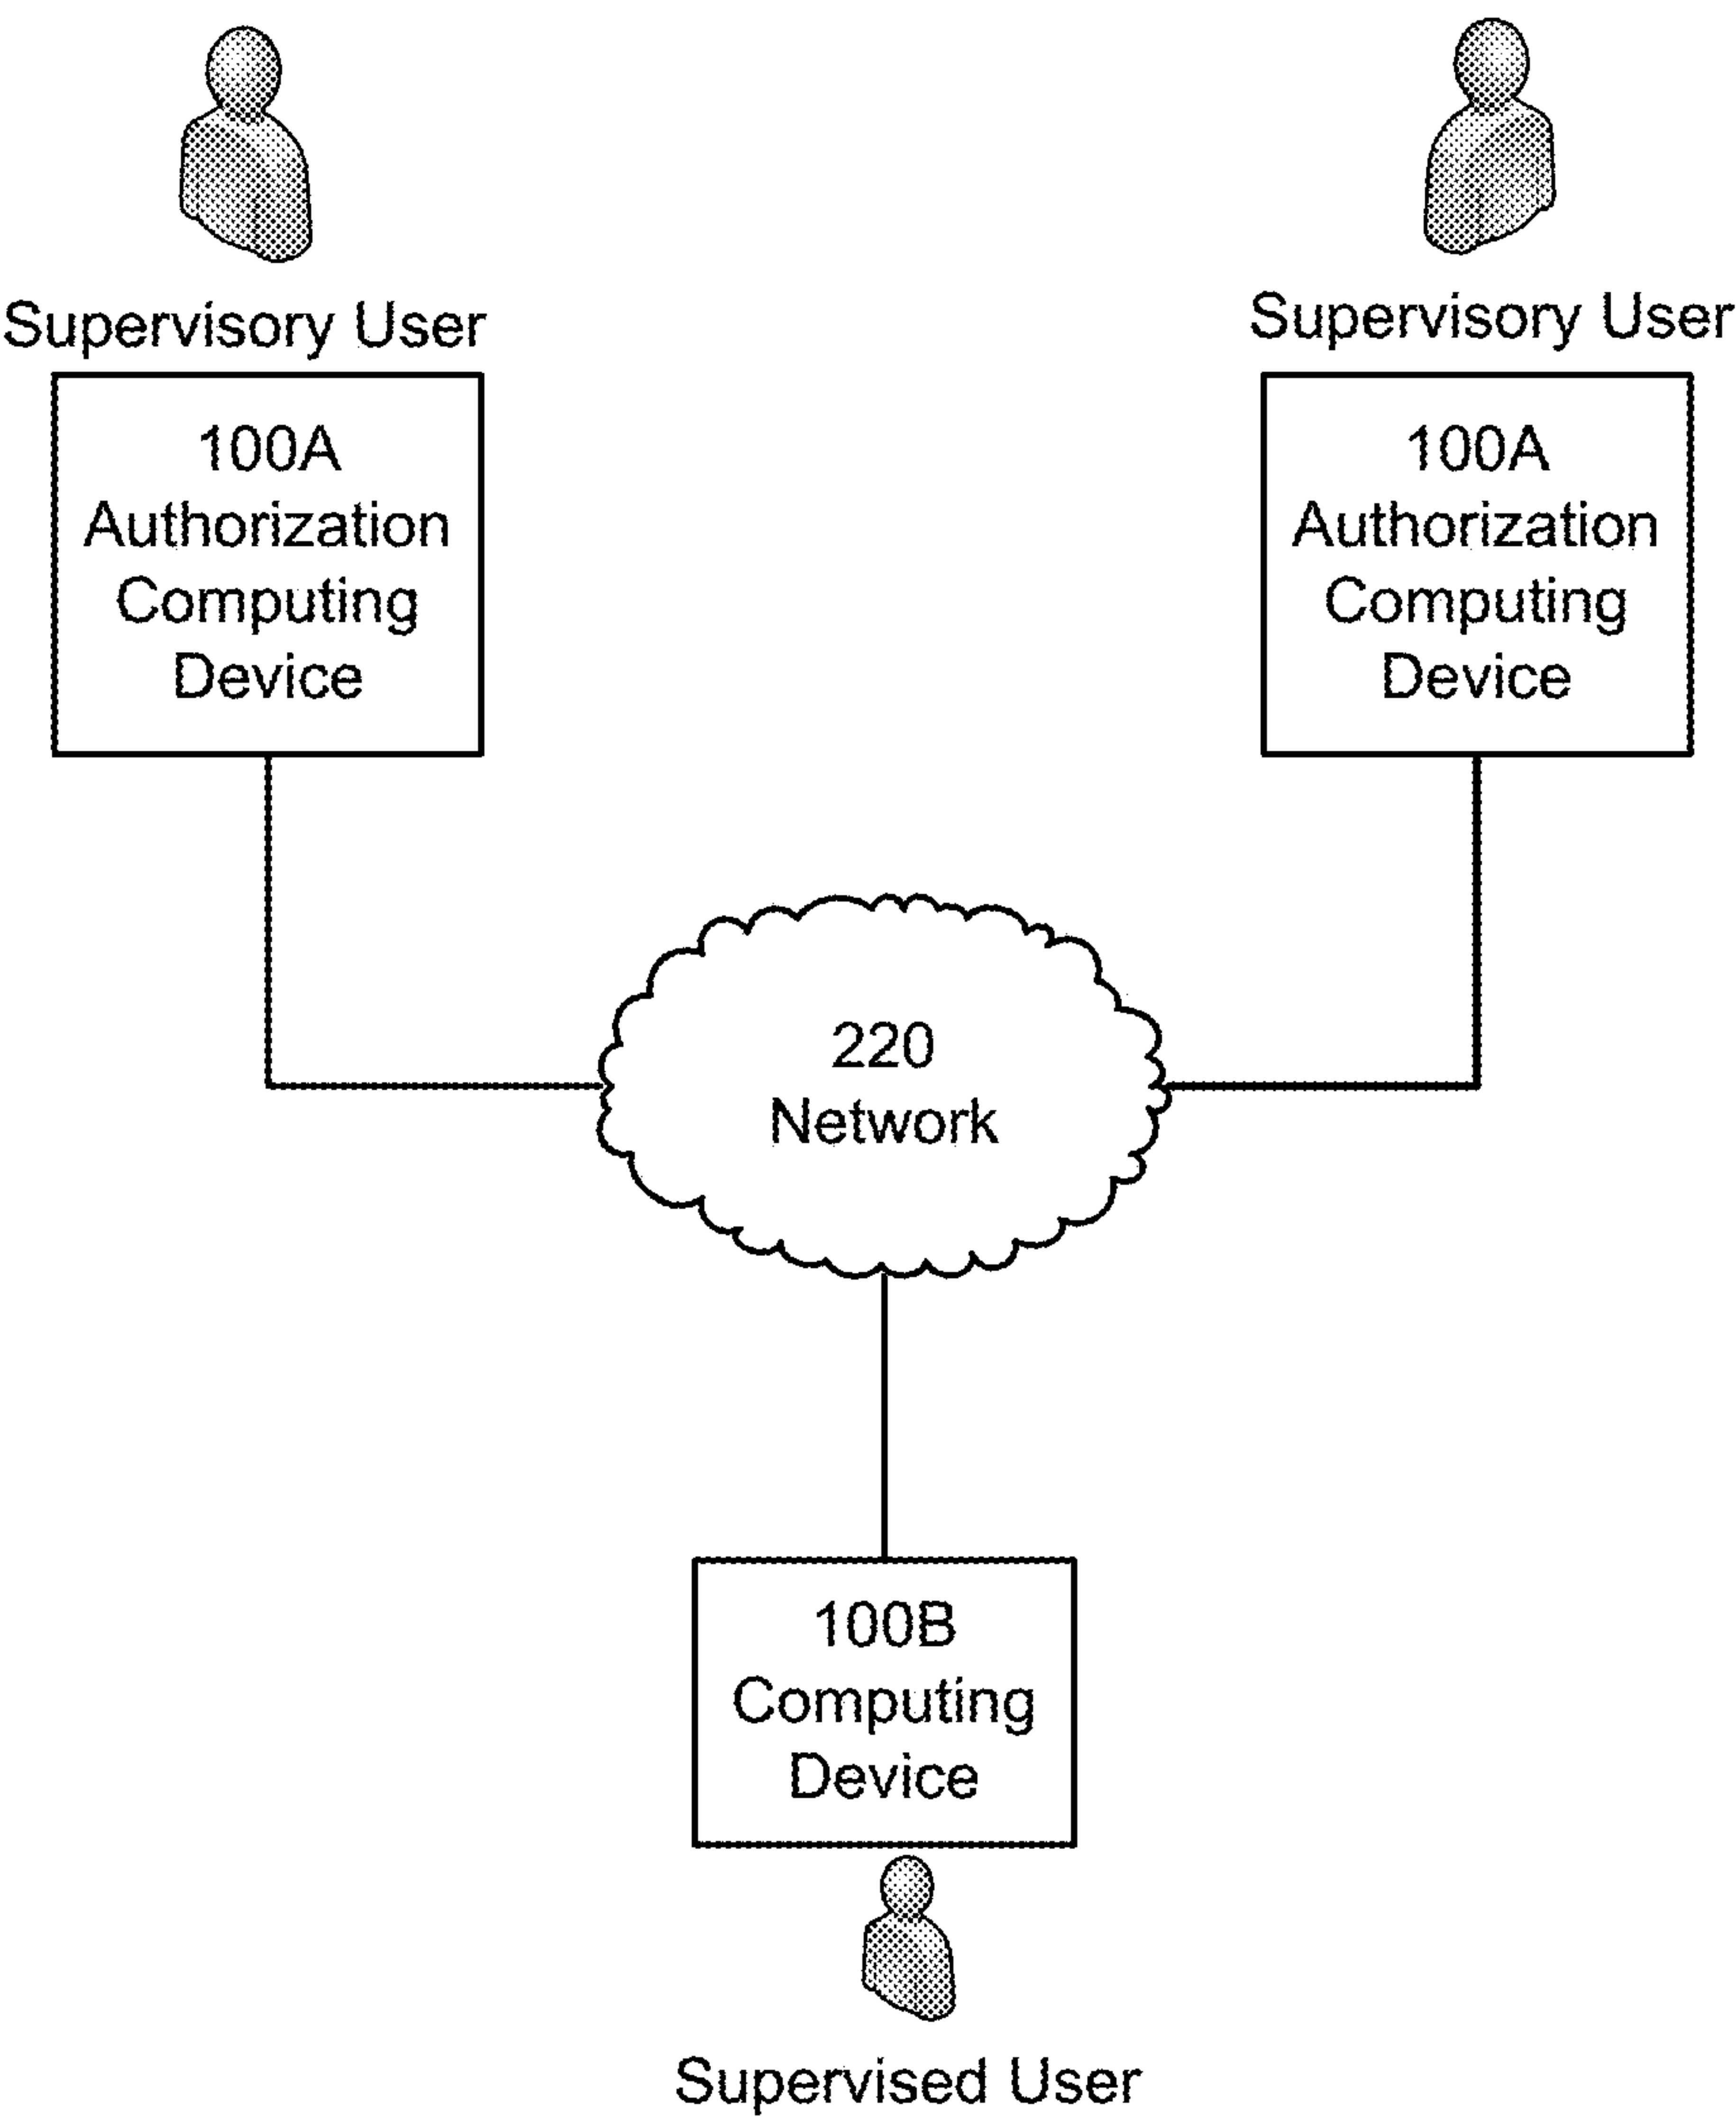 Supervisory User
100A
Authorization
Computing
Device
Supervisory User
100A
Authorization
Computing
Device
220
Network
100B
Computing
Device
Supervised User